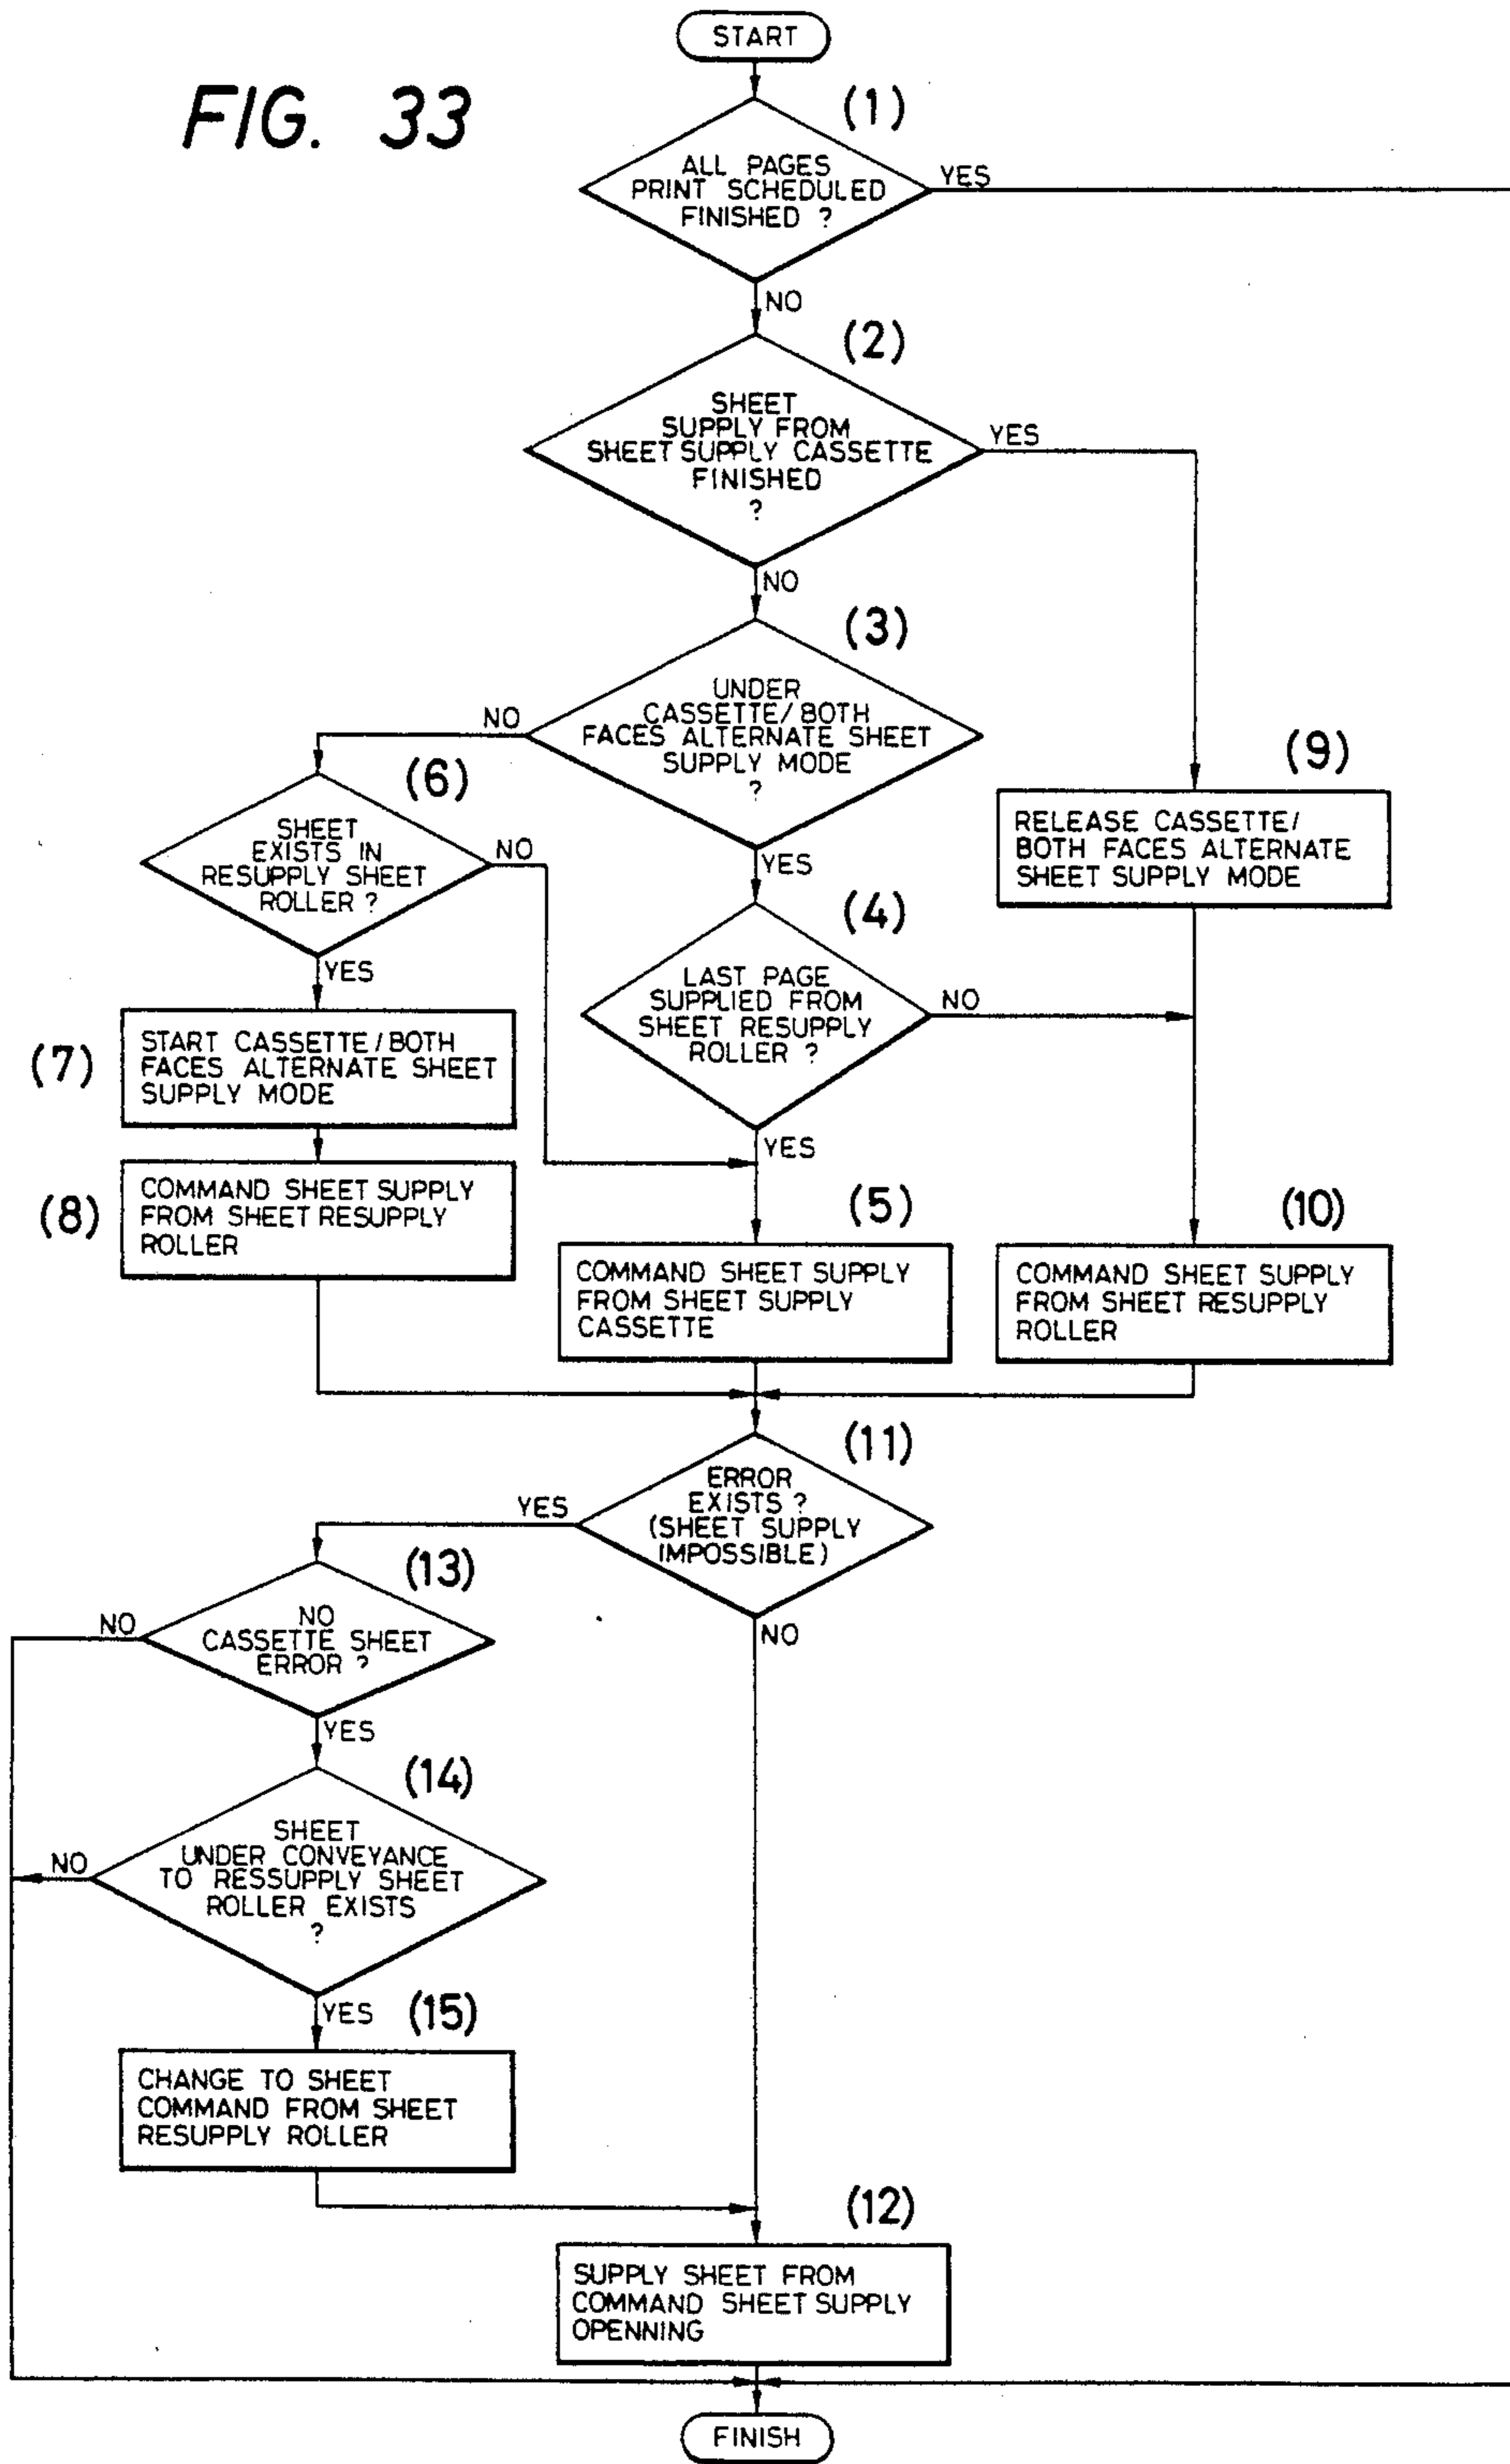 START
FIG. 33
(1)
ALL PAGES
PRINT SCHEDULED
FINISHED ?
YES
NO
(2)
SHEET
SUPPLY FROM
SHEET SUPPLY CASSETTE
FINISHED
?
YES
NO
(3)
UNDER
CASSETTE/BOTH
FACES ALTERNATE SHEET
SUPPLY MODE
?
NO
YES
(6)
SHEET
EXISTS IN
RESUPPLY SHEET
ROLLER ?
NO
YES
(9)
RELEASE CASSETTE/
BOTH FACES ALTERNATE
SHEET SUPPLY MODE
(4)
LAST PAGE
SUPPLIED FROM
SHEET RESUPPLY
ROLLER ?
NO
YES
(7)
START CASSETTE/BOTH
FACES ALTERNATE SHEET
SUPPLY MODE
(8)
COMMAND SHEET SUPPLY
FROM SHEET RESUPPLY
ROLLER
(5)
COMMAND SHEET SUPPLY
FROM SHEET SUPPLY
CASSETTE
(10)
COMMAND SHEET SUPPLY
FROM SHEET RESUPPLY
ROLLER
(11)
ERROR
EXISTS ?
(SHEET SUPPLY
IMPOSSIBLE)
YES
NO
(13)
NO
CASSETTE SHEET
ERROR ?
NO
YES
(14)
SHEET
UNDER CONVEYANCE
TO RESSUPPLY SHEET
ROLLER EXISTS
?
NO
YES
(15)
CHANGE TO SHEET
COMMAND FROM SHEET
RESUPPLY ROLLER
(12)
SUPPLY SHEET FROM
COMMAND SHEET SUPPLY
OPENNING
FINISH